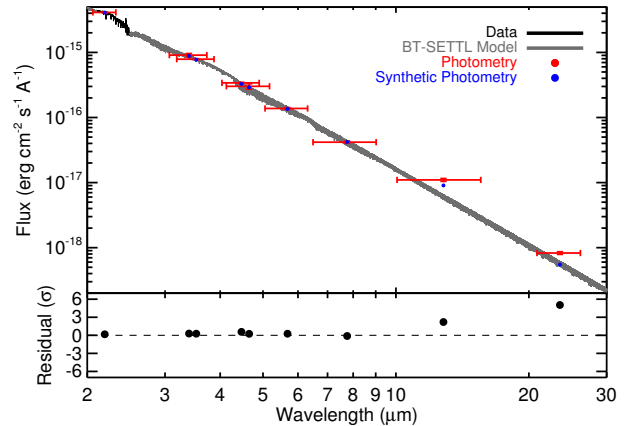 Data
BT-SETTL Model
Photometry
Synthetic Photometry
Flux (erg cm⁻² s⁻¹ A⁻¹)
10⁻¹⁵
10⁻¹⁶
10⁻¹⁷
10⁻¹⁸
Residual (σ)
6
3
0
-3
-6
2 3 4 5 6 7 8 9 10 20 30
Wavelength (μm)